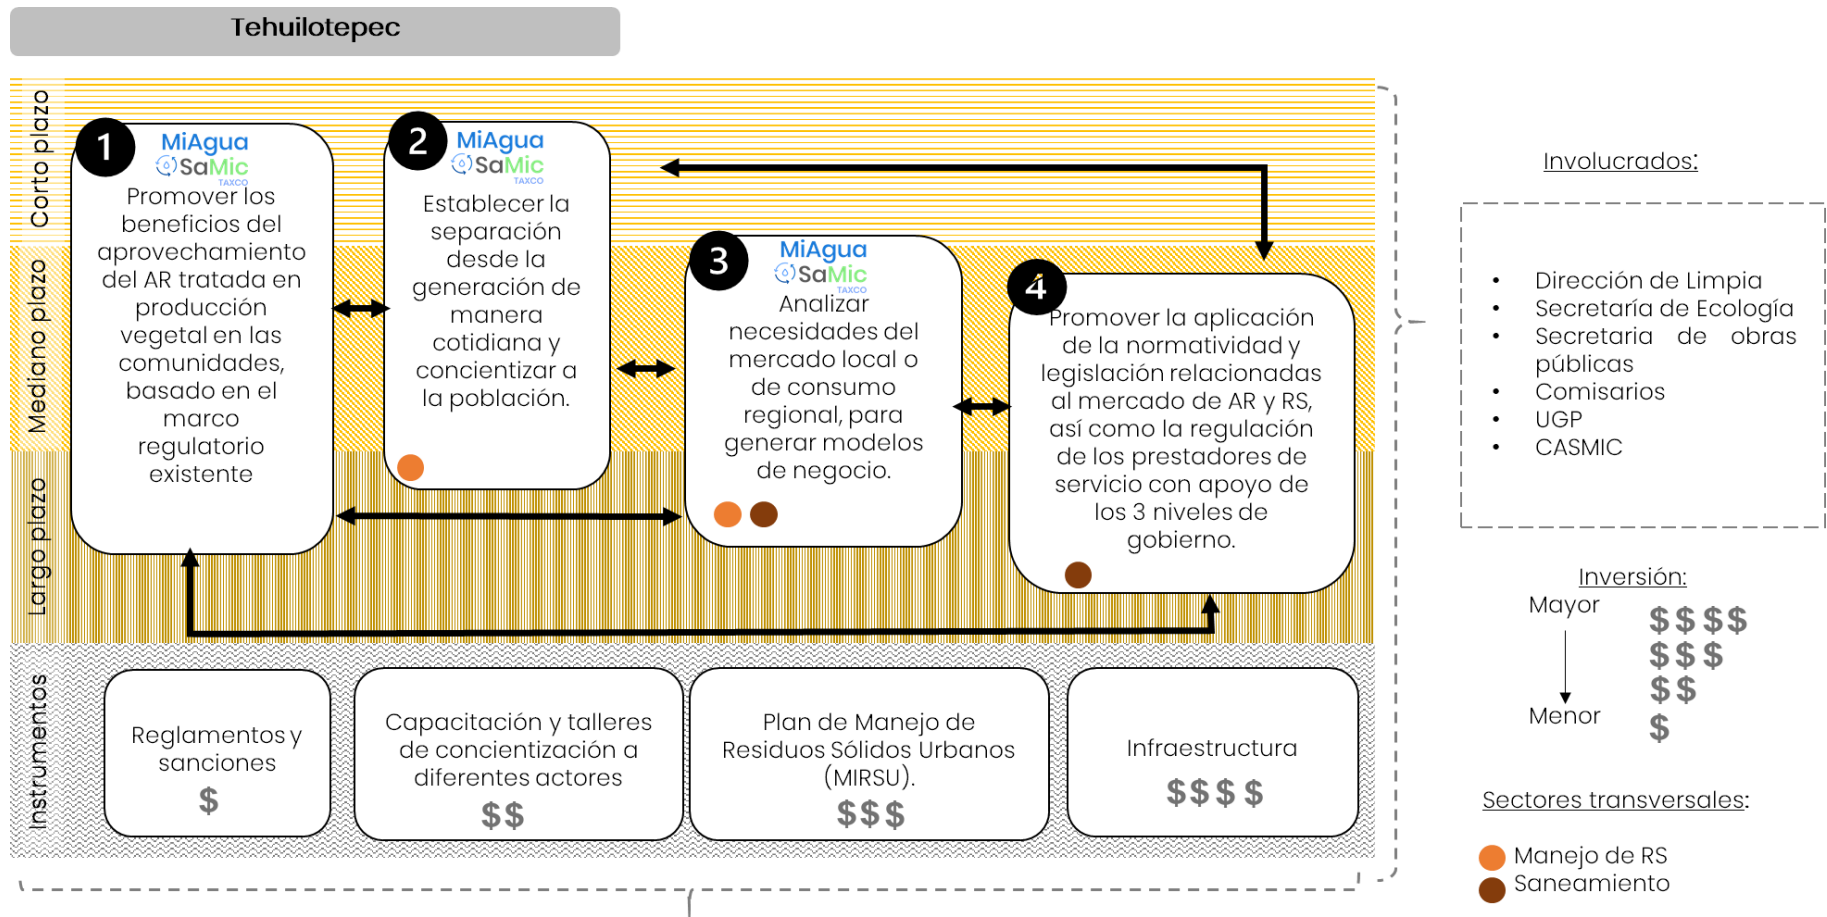 Tehuilotepec
Corto plazo
Mediano plazo
Largo plazo
Instrumentos
1
MiAgua
SaMic
TAXCO
Promover los
beneficios del
aprovechamiento
del AR tratada en
producción
vegetal en las
comunidades,
basado en el
marco
regulatorio
existente
2
MiAgua
SaMic
TAXCO
Establecer la
separación
desde la
generación de
manera
cotidiana y
concientizar a
la población.
3
MiAgua
SaMic
TAXCO
Analizar
necesidades del
mercado local o
de consumo
regional, para
generar modelos
de negocio.
4
Promover la aplicación
de la normatividad y
legislación relacionadas
al mercado de AR y RS,
así como la regulación
de los prestadores de
servicio con apoyo de
los 3 niveles de
gobierno.
Reglamentos y
sanciones
$
Capacitación y talleres
de concientización a
diferentes actores
$$
Plan de Manejo de
Residuos Sólidos Urbanos
(MIRSU).
$$$
Infraestructura
$$$$
Involucrados:
• Dirección de Limpia
• Secretaría de Ecología
• Secretaria de obras
públicas
• Comisarios
• UGP
• CASMIC
Inversión:
Mayor
$$$$
$$$
$$
Menor
$
Sectores transversales:
Manejo de RS
Saneamiento